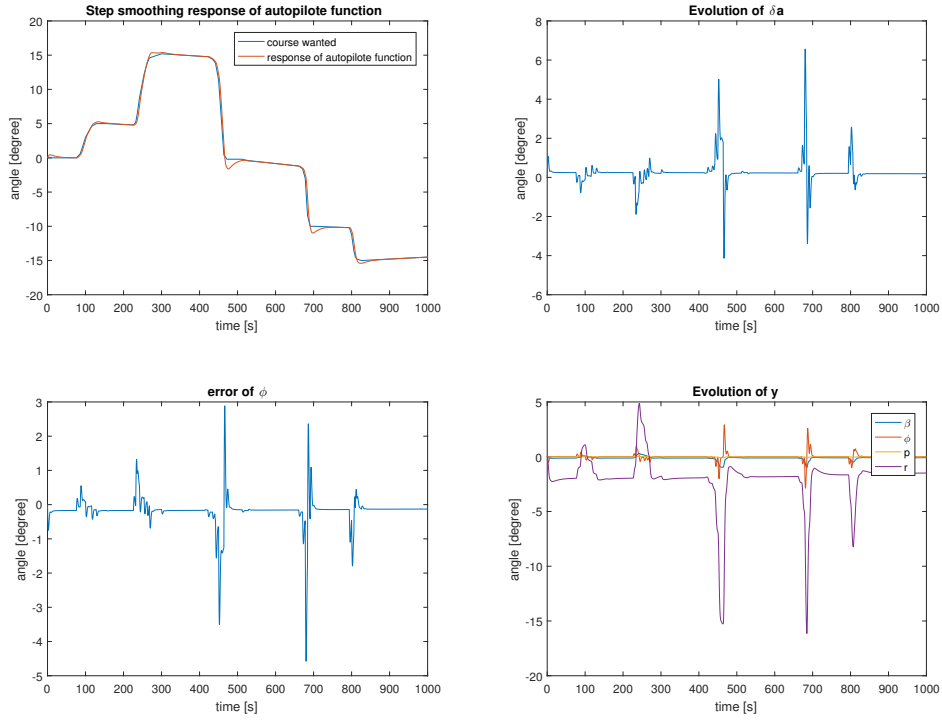 Step smoothing response of autopilote function
20
15
10
5
0
-5
-10
-15
-20
angle [degree]
0 100 200 300 400 500 600 700 800 900 1000
time [s]
course wanted
response of autopilote function
Evolution of δa
8
6
4
2
0
-2
-4
-6
angle [degree]
0 100 200 300 400 500 600 700 800 900 1000
time [s]
error of ϕ
3
2
1
0
-1
-2
-3
-4
-5
angle [degree]
0 100 200 300 400 500 600 700 800 900 1000
time [s]
Evolution of y
5
0
-5
-10
-15
-20
angle [degree]
0 100 200 300 400 500 600 700 800 900 1000
time [s]
β
ϕ
p
r